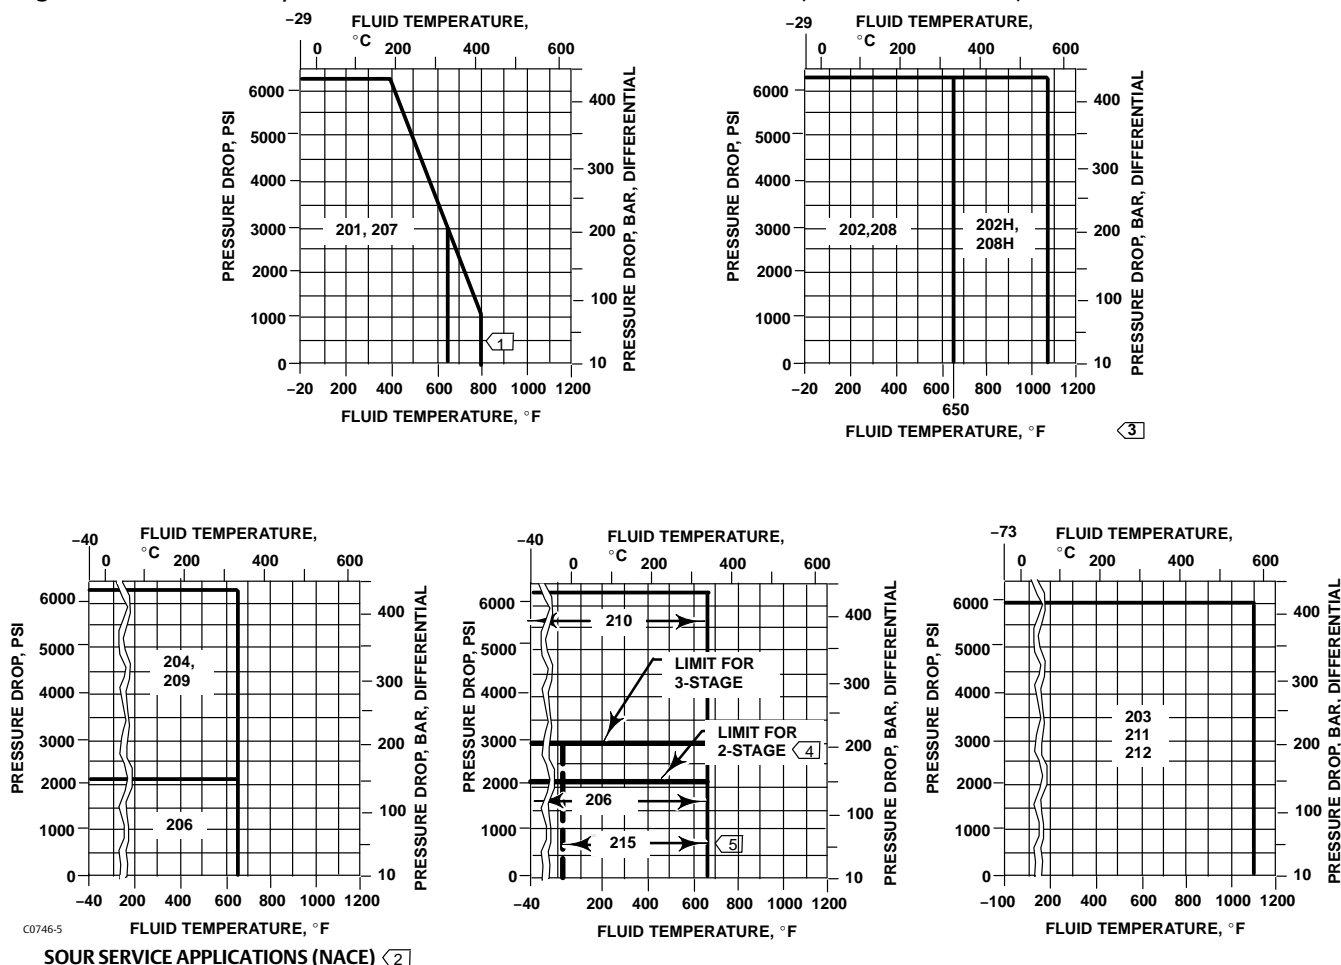 −29
FLUID TEMPERATURE,
°C
0 200 400 600
PRESSURE DROP, PSI
6000
5000
4000
3000
2000
1000
0
201, 207
1
400
300
200
100
10
PRESSURE DROP, BAR, DIFFERENTIAL
−20 200 400 600 800 1000 1200
FLUID TEMPERATURE, °F
−29
FLUID TEMPERATURE,
°C
0 200 400 600
PRESSURE DROP, PSI
6000
5000
4000
3000
2000
1000
0
202,208
202H,
208H
400
300
200
100
10
PRESSURE DROP, BAR, DIFFERENTIAL
−20 200 400 600 800 1000 1200
650
FLUID TEMPERATURE, °F
3
−40
FLUID TEMPERATURE,
°C
0 200 400 600
PRESSURE DROP, PSI
6000
5000
4000
3000
2000
1000
0
204,
209
206
400
300
200
100
10
PRESSURE DROP, BAR, DIFFERENTIAL
−40 200 400 600 800 1000 1200
FLUID TEMPERATURE, °F
−40
FLUID TEMPERATURE,
°C
0 200 400 600
PRESSURE DROP, PSI
6000
5000
4000
3000
2000
1000
0
210
LIMIT FOR
3-STAGE
LIMIT FOR
2-STAGE 4
206
215
5
400
300
200
100
10
PRESSURE DROP, BAR, DIFFERENTIAL
−40 200 400 600 800 1000 1200
FLUID TEMPERATURE, °F
−73
FLUID TEMPERATURE,
°C
0 200 400 600
PRESSURE DROP, PSI
6000
5000
4000
3000
2000
1000
0
203
211
212
400
300
200
100
10
PRESSURE DROP, BAR, DIFFERENTIAL
−100 200 400 600 800 1000 1200
FLUID TEMPERATURE, °F
C0746-5
SOUR SERVICE APPLICATIONS (NACE) 2